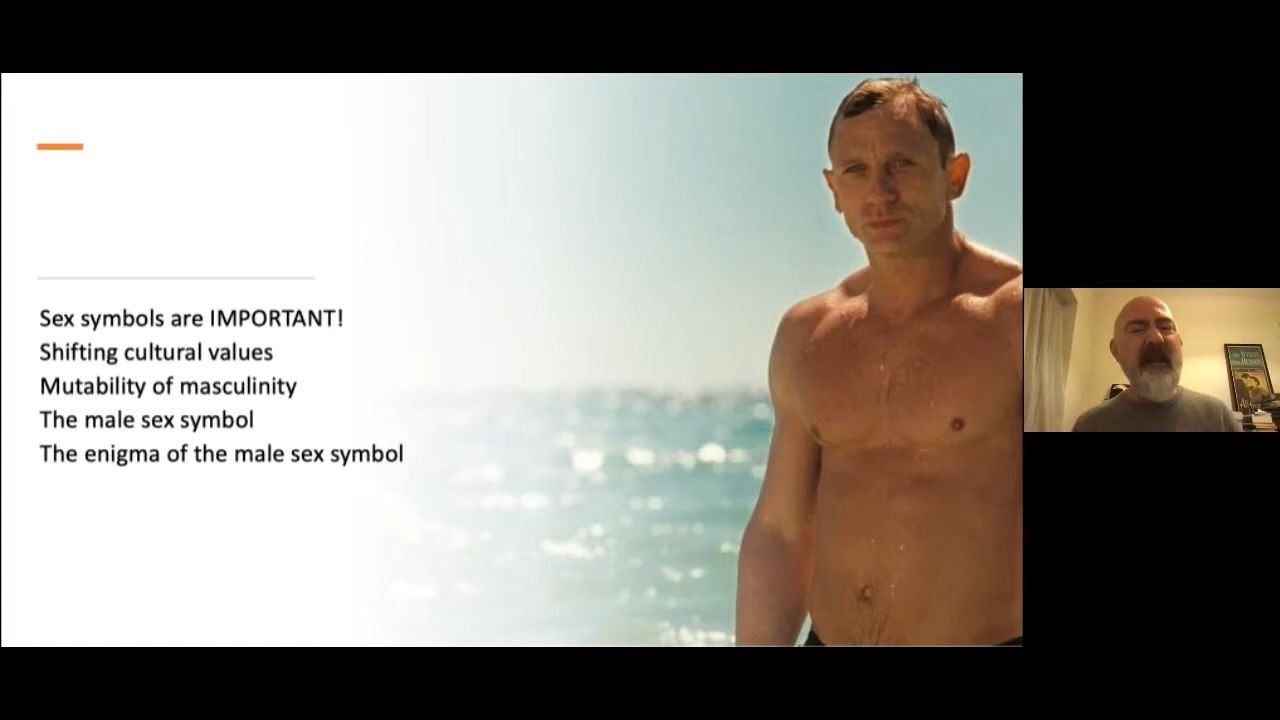 Sex symbols are IMPORTANT!
Shifting cultural values
Mutability of masculinity
The male sex symbol
The enigma of the male sex symbol